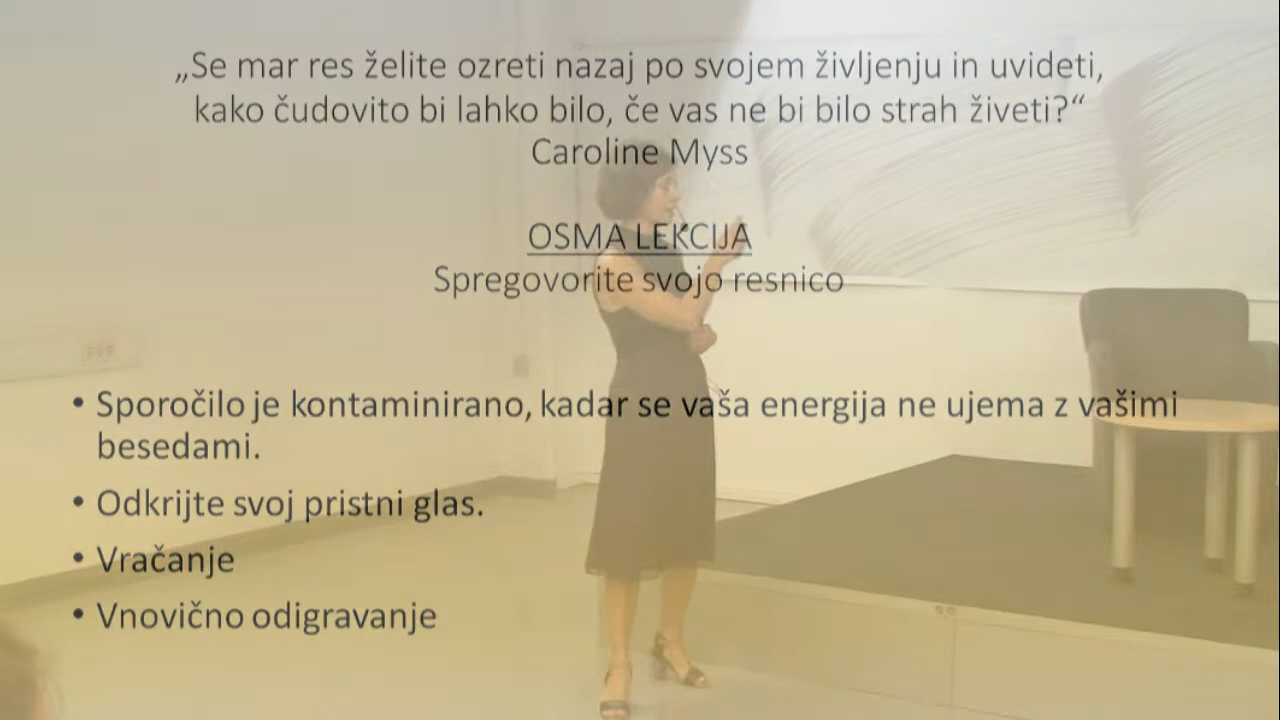 „Se mar res želite ozreti nazaj po svojem življenju in uvideti,
kako čudovito bi lahko bilo, če vas ne bi bilo strah živeti?“
Caroline Myss
OSMA LEKCIJA
Spregovorite svojo resnico
• Sporočilo je kontaminirano, kadar se vaša energija ne ujema z vašimi
besedami.
• Odkrijte svoj pristni glas.
• Vračanje
• Vnovično odigravanje